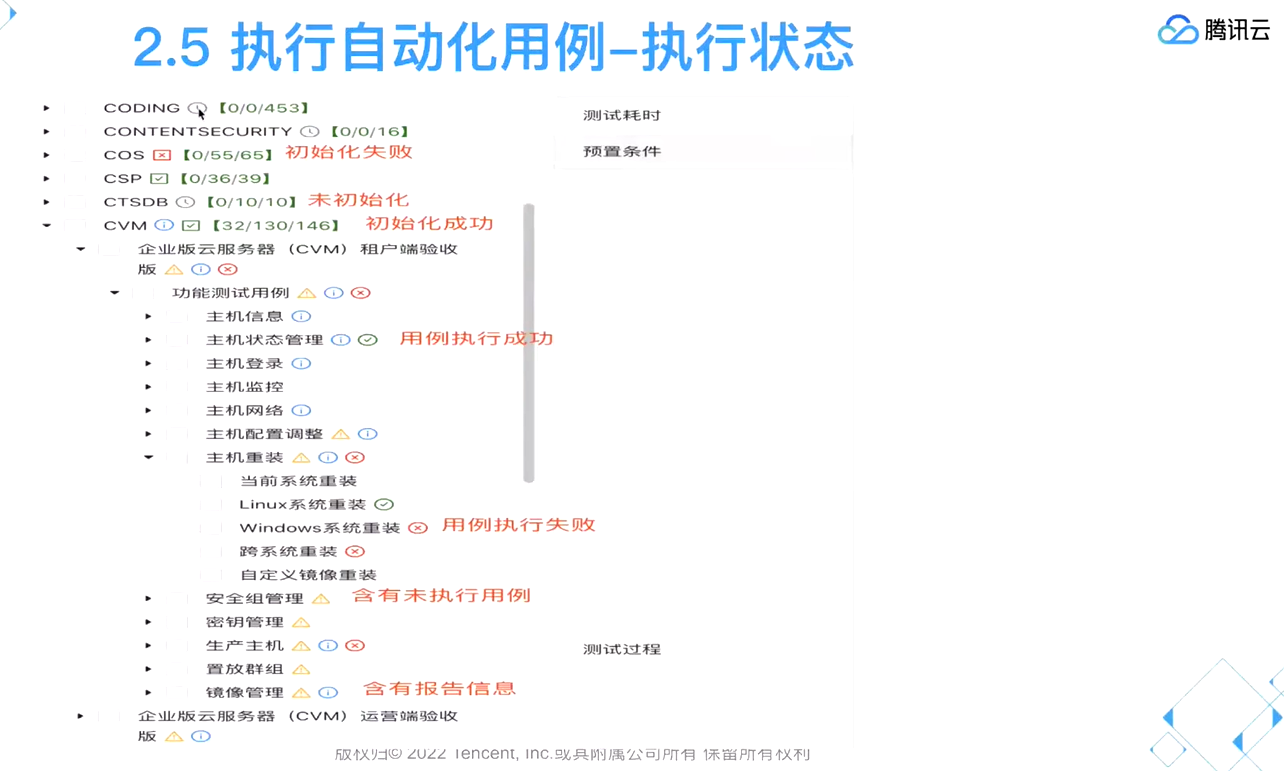 2.5 执行自动化用例-执行状态
腾讯云
CODING 【0/0/453】
CONTENTSECURITY 【0/0/16】
COS 【0/55/65】 初始化失败
CSP 【0/36/39】
CTSDB 【0/10/10】 未初始化
CVM 【32/130/146】 初始化成功
企业版云服务器 （CVM） 租户端验收
版
功能测试用例
主机信息
主机状态管理 用例执行成功
主机登录
主机监控
主机网络
主机配置调整
主机重装
当前系统重装
Linux系统重装
Windows系统重装 用例执行失败
跨系统重装
自定义镜像重装
安全组管理 含有未执行用例
密钥管理
生产主机
置放群组
镜像管理 含有报告信息
企业版云服务器 （CVM） 运营端验收
版
测试耗时
预置条件
测试过程
版权归© 2022 Tencent, Inc.或其附属公司所有 保留所有权利